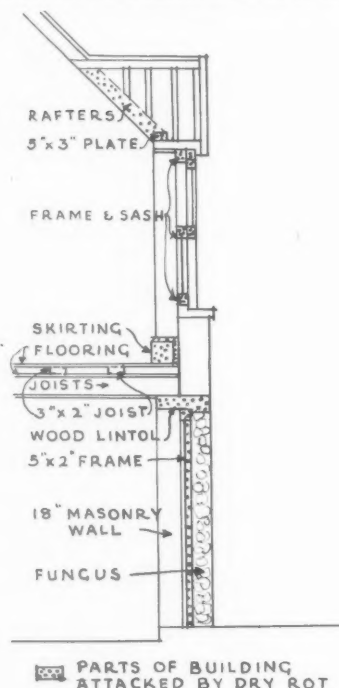 RAFTERS
5"x 3" PLATE
FRAME & SASH
SKIRTING
FLOORING
JOISTS
3"x 2" JOIST
WOOD LINTOL
5"x 2" FRAME
18" MASONRY
WALL
FUNGUS
PARTS OF BUILDING
ATTACKED BY DRY ROT